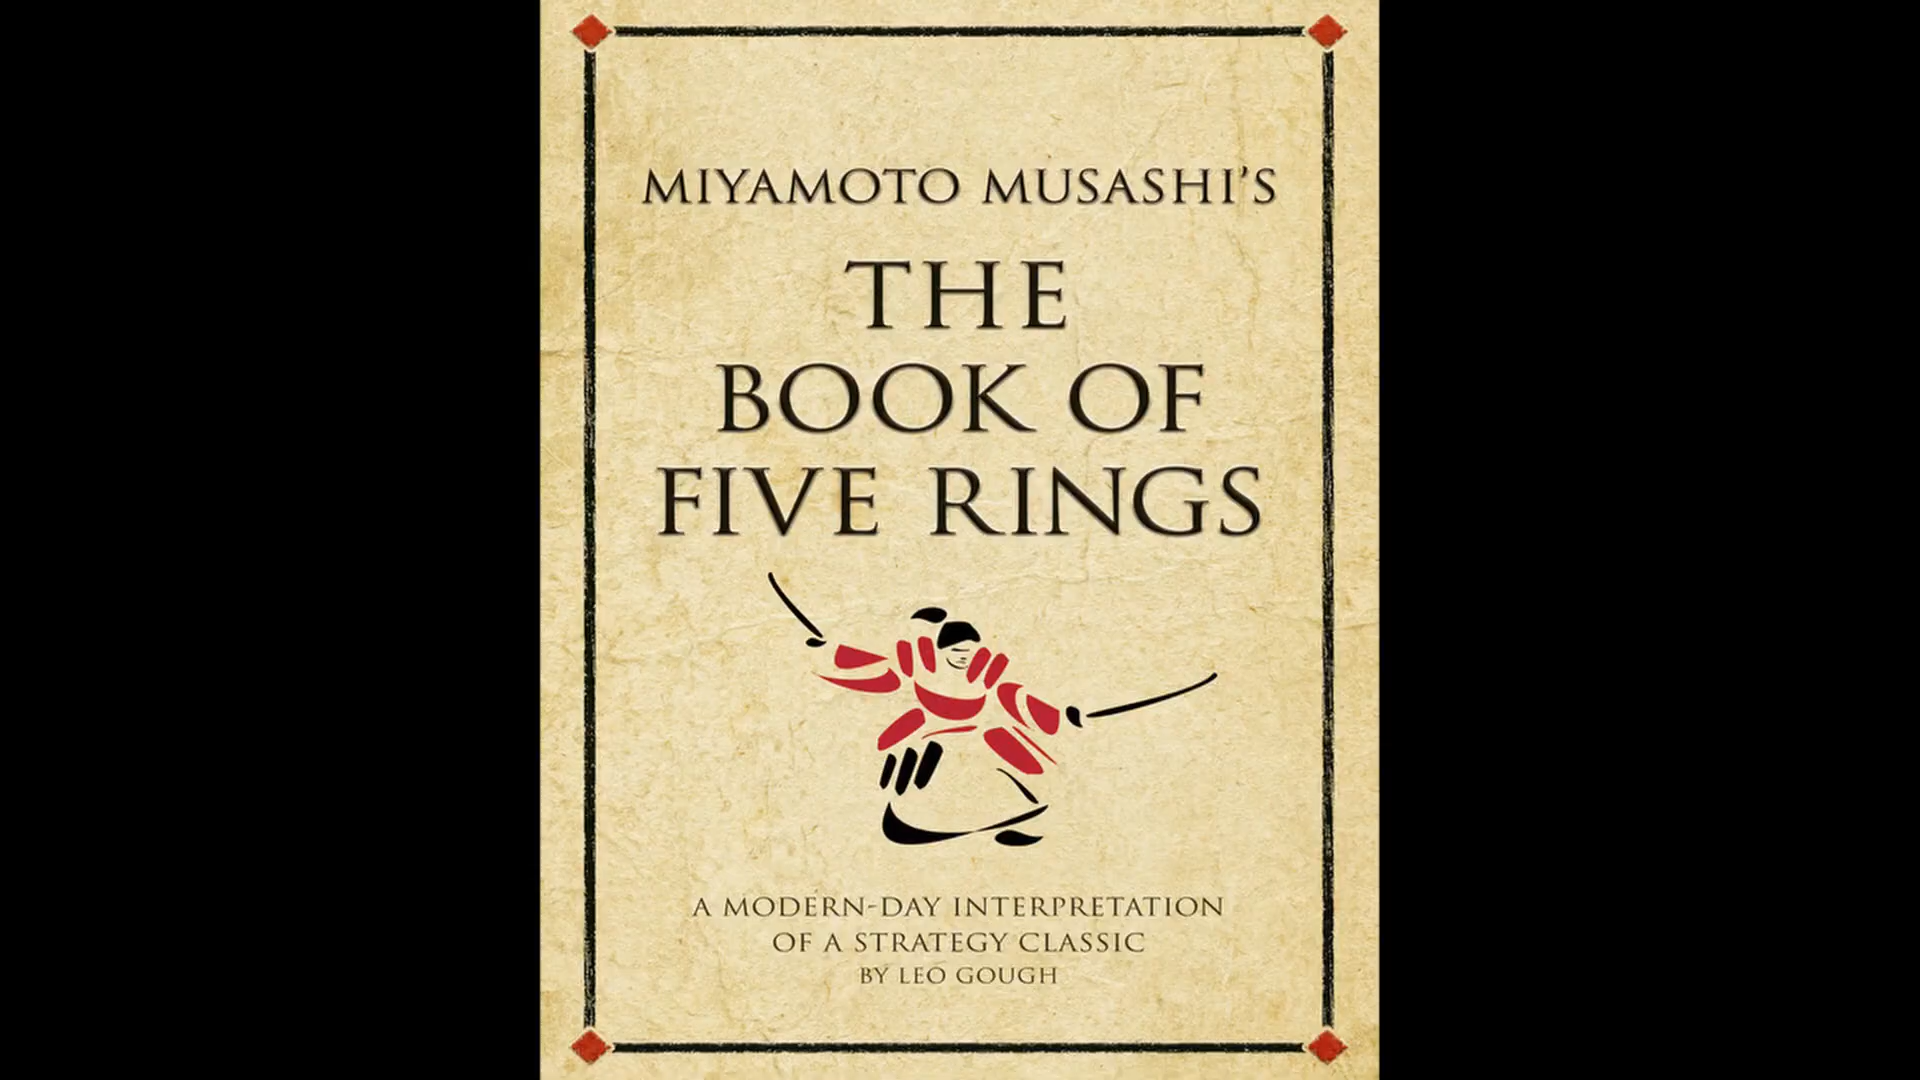 MIYAMOTO MUSASHI'S
THE
BOOK OF
FIVE RINGS
A MODERN-DAY INTERPRETATION
OF A STRATEGY CLASSIC
BY LEO GOUGH